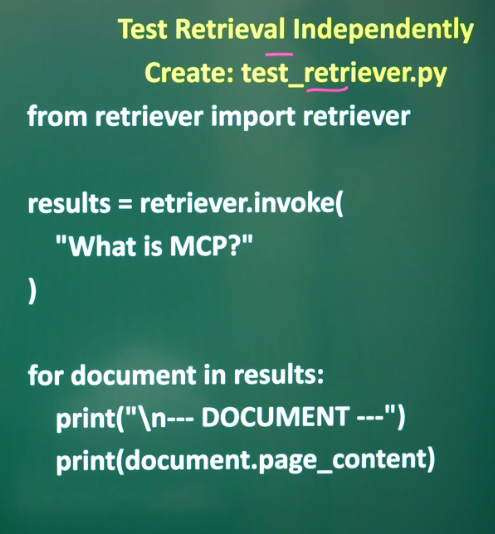 Test Retrieval Independently
Create: test_retriever.py
from retriever import retriever
results = retriever.invoke(
"What is MCP?"
)
for document in results:
print("\n--- DOCUMENT ---")
print(document.page_content)